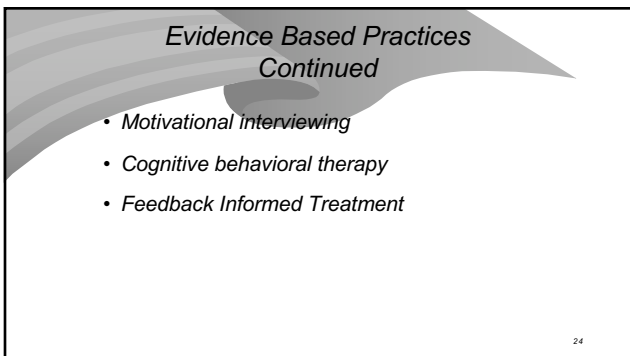 Evidence Based Practices
Continued
• Motivational interviewing
• Cognitive behavioral therapy
• Feedback Informed Treatment
24